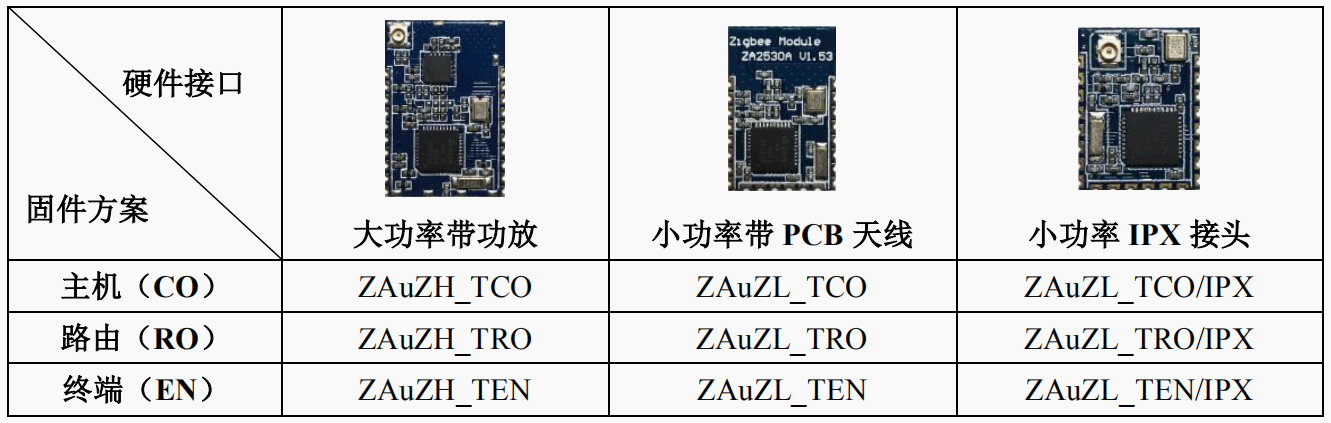 硬件接口
固件方案
Zigbee Module
ZA2530A V1.53
大功率带功放
小功率带 PCB 天线
小功率 IPX 接头
主机（CO）
ZAuZH_TCO
ZAuZL_TCO
ZAuZL_TCO/IPX
路由（RO）
ZAuZH_TRO
ZAuZL_TRO
ZAuZL_TRO/IPX
终端（EN）
ZAuZH_TEN
ZAuZL_TEN
ZAuZL_TEN/IPX